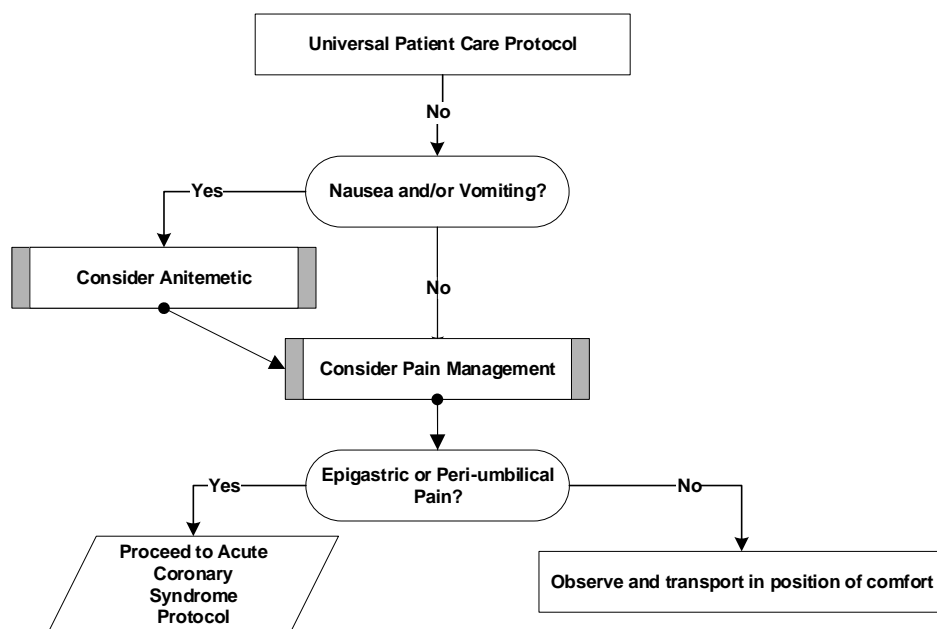 Universal Patient Care Protocol
No
Nausea and/or Vomiting?
Yes
Consider Anitemetic
No
Consider Pain Management
Epigastric or Peri-umbilical
Pain?
Yes
No
Proceed to Acute
Coronary
Syndrome
Protocol
Observe and transport in position of comfort